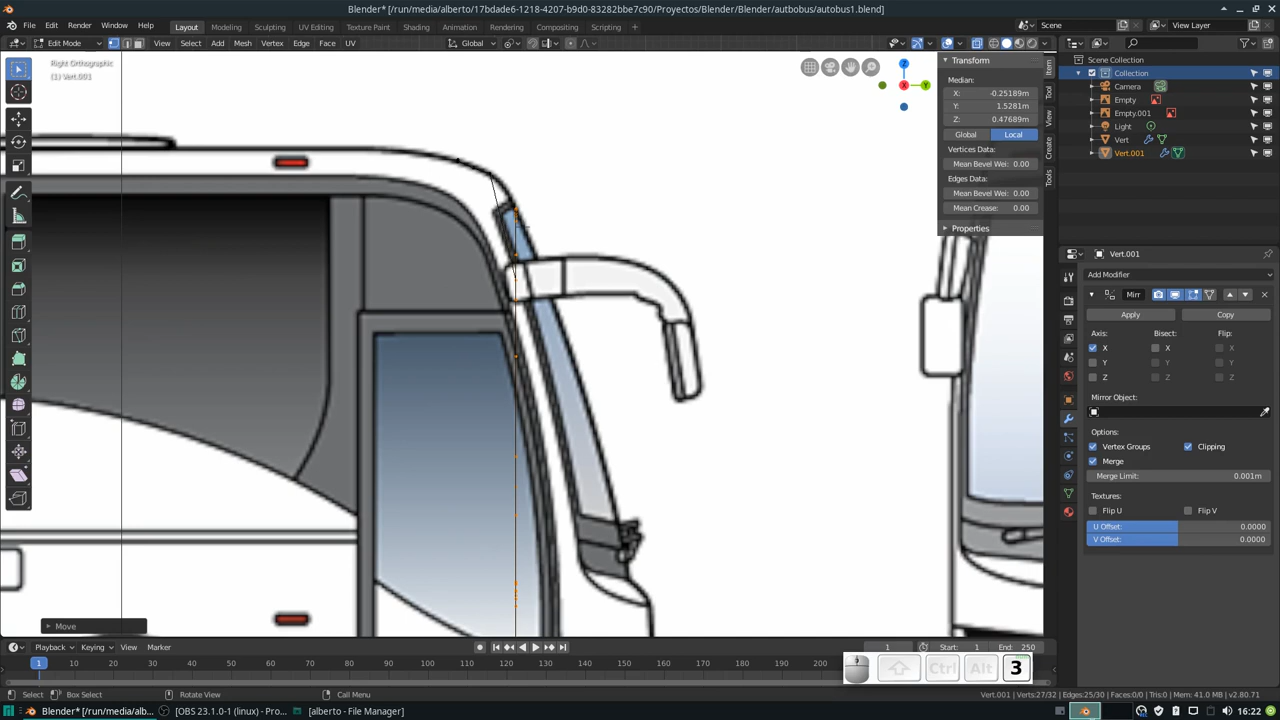 Blender* [/run/media/alberto/17bdade6-1218-4207-b9d0-83282bbe7c90/Proyectos/Blender/Blender/autbobus/autobus1.blend]
File Edit Render Window Help Layout Modeling Sculpting UV Editing Texture Paint Shading Animation Rendering Compositing Scripting Scene View Layer
Edit Mode View Select Add Mesh Vertex Edge Face UV Global
Right Orthographic
(1) Vert.001
Transform
Median:
X: -0.25189m
Y: 1.5281m
Z: 0.47689m
Global Local
Vertices Data:
Mean Bevel Wei: 0.00
Edges Data:
Mean Bevel Wei: 0.00
Mean Crease: 0.00
Properties
Item
Tool
View
Create
Tools
X
Y
Z
Scene Collection
Collection
Camera
Empty
Empty.001
Light
Vert
Vert.001
Vert.001
Add Modifier
Mirr
Apply Copy
Axis: Bisect: Flip:
X X X
Y Y Y
Z Z Z
Mirror Object:
Options:
Vertex Groups Clipping
Merge
Merge Limit: 0.001m
Textures:
Flip U Flip V
U Offset: 0.0000
V Offset: 0.0000
Move
Playback Keying View Marker 1 Start: 1 End: 250
1 10 20 30 40 50 60 70 80 90 100 110 120 130 140 150 160 170 180 190 200
Ctrl Alt 3
Select Box Select Rotate View Call Menu Vert.001 | Verts:27/32 | Edges:25/30 | Faces:0/0 | Tris:0 | Mem: 41.0 MB | v2.80.71
Blender* [/run/media/alb... [OBS 23.1.0-1 (linux) - Pro... [alberto - File Manager] 16:22